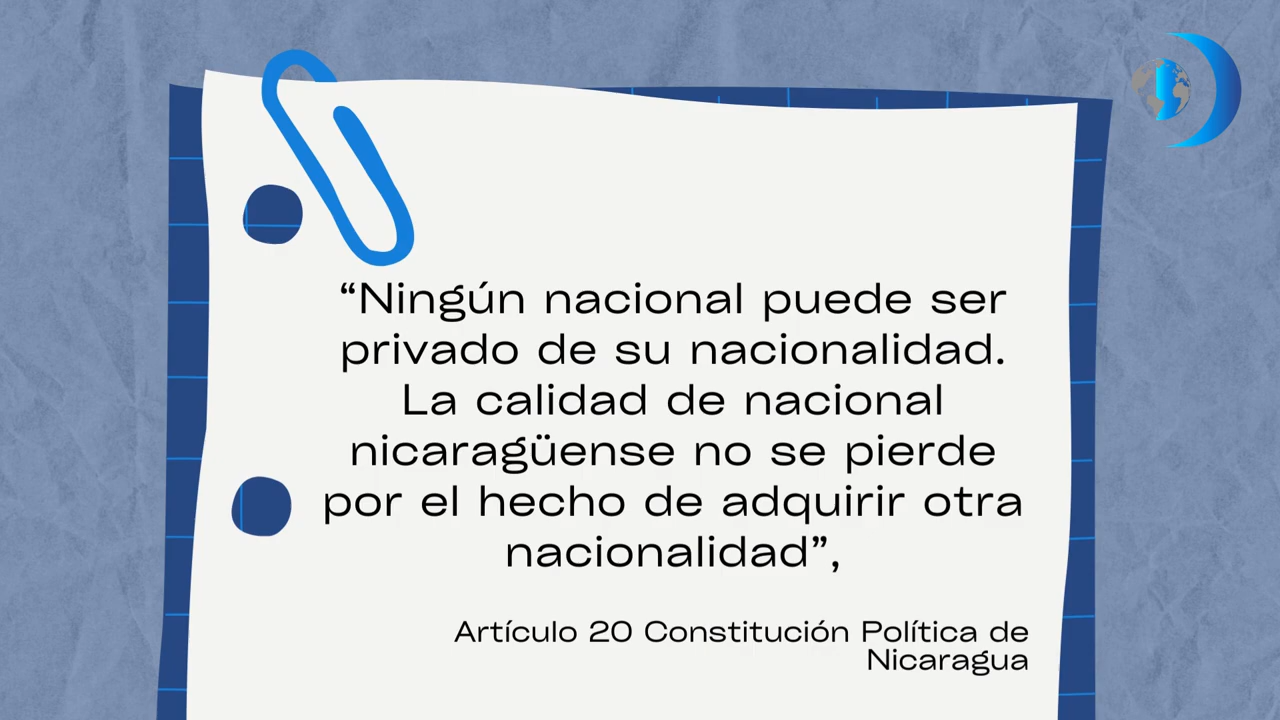 “Ningún nacional puede ser
privado de su nacionalidad.
La calidad de nacional
nicaragüense no se pierde
por el hecho de adquirir otra
nacionalidad”,
Artículo 20 Constitución Política de
Nicaragua